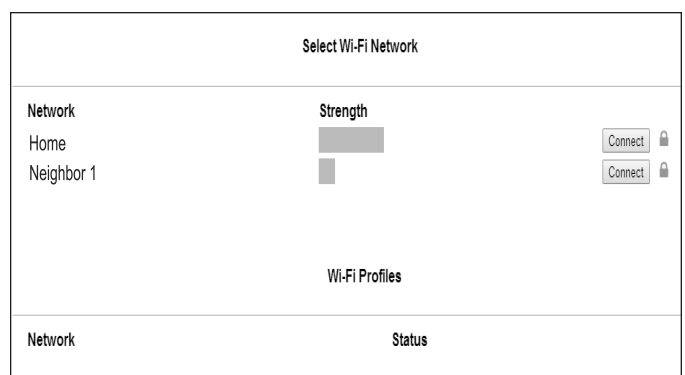 Select Wi-Fi Network
Network Strength
Home Connect
Neighbor 1 Connect
Wi-Fi Profiles
Network Status